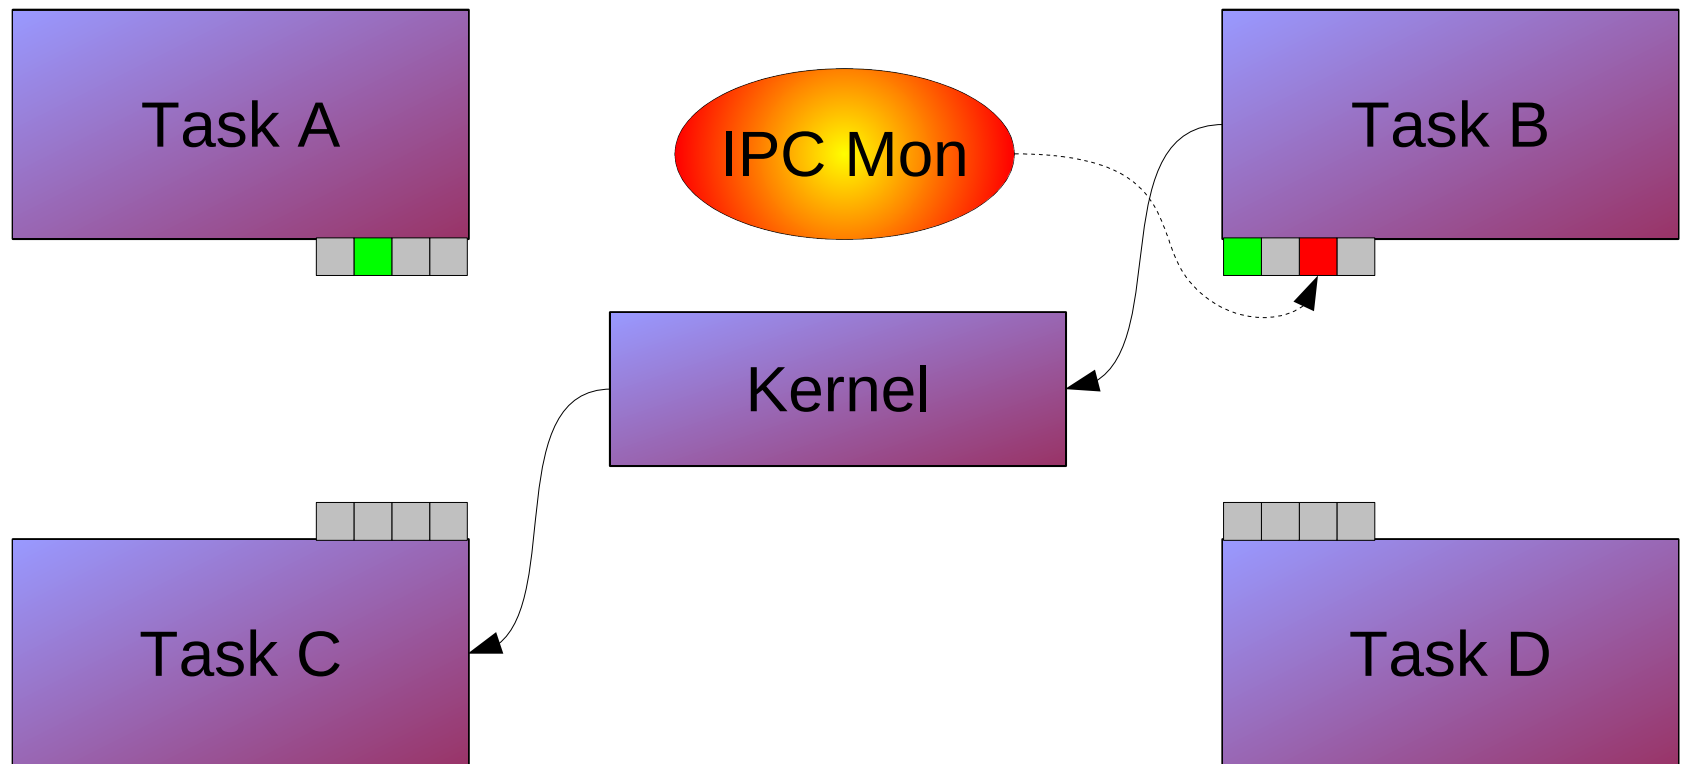 Task A
IPC Mon
Task B
Kernel
Task C
Task D